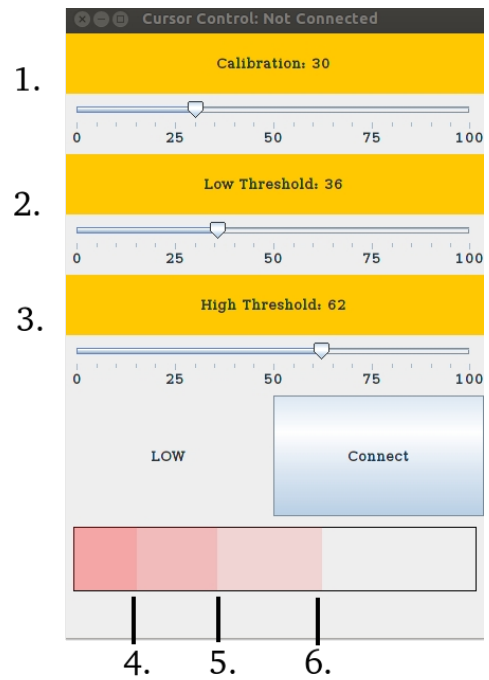 Cursor Control: Not Connected
1.
Calibration: 30
0 25 50 75 100
2.
Low Threshold: 36
0 25 50 75 100
3.
High Threshold: 62
0 25 50 75 100
LOW Connect
4. 5. 6.